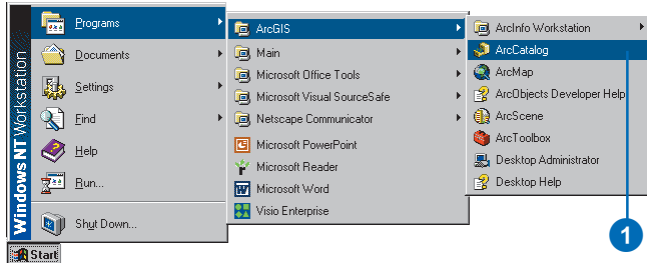 Windows NT Workstation
Programs
Documents
Settings
Find
Help
Run...
Shut Down...
Start
ArcGIS
Main
Microsoft Office Tools
Microsoft Visual SourceSafe
Netscape Communicator
Microsoft PowerPoint
Microsoft Reader
Microsoft Word
Visio Enterprise
ArcInfo Workstation
ArcCatalog
ArcMap
ArcObjects Developer Help
ArcScene
ArcToolbox
Desktop Administrator
Desktop Help
1